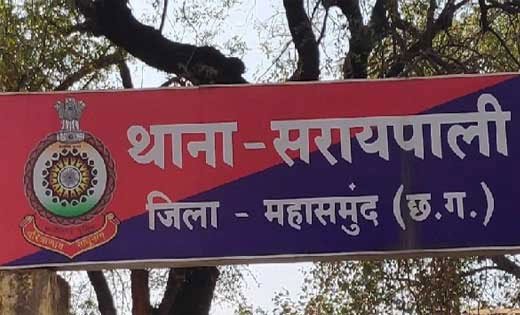 थाना - सरायपाली
जिला - महासमुंद (छ.ग.)